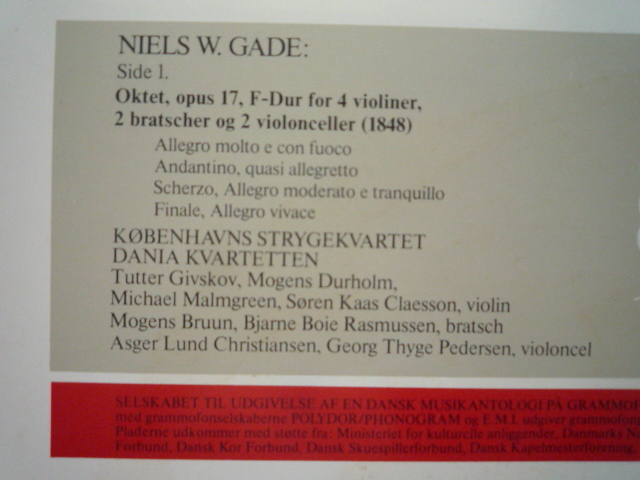 NIELS W. GADE:
Side 1.
Oktet, opus 17, F-Dur for 4 violiner,
2 bratscher og 2 violonceller (1848)
Allegro molto e con fuoco
Andantino, quasi allegretto
Scherzo, Allegro moderato e tranquillo
Finale, Allegro vivace
KØBENHAVNS STRYGEKVARTET
DANIA KVARTETTEN
Tutter Givskov, Mogens Durholm,
Michael Malmgreen, Søren Kaas Claesson, violin
Mogens Bruun, Bjarne Boie Rasmussen, bratsch
Asger Lund Christiansen, Georg Thyge Pedersen, violoncel
SELSKABET TIL UDGIVELSE AF EN DANSK MUSIKANTOLOGI PÅ GRAMMOF
med grammofonselskaberne POLYDOR/PHONOGRAM og E.M.I. udgiver grammofon
Pladerne udkommer med støtte fra: Ministeriet for kulturelle anliggender, Danmarks Na
Forbund, Dansk Kor Forbund, Dansk Skuespillerforbund, Dansk Kapelmesterforening,